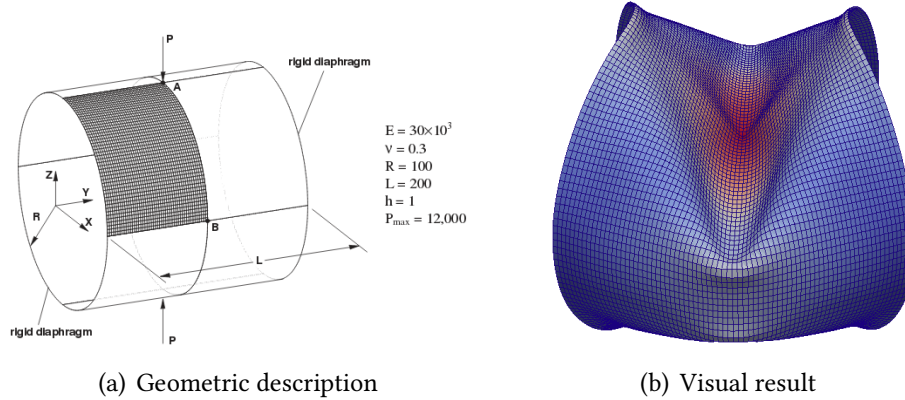 P
A
rigid diaphragm
Z
Y
X
R
B
L
rigid diaphragm
P
E = 30×10³
ν = 0.3
R = 100
L = 200
h = 1
Pmax = 12,000
(a) Geometric description
(b) Visual result